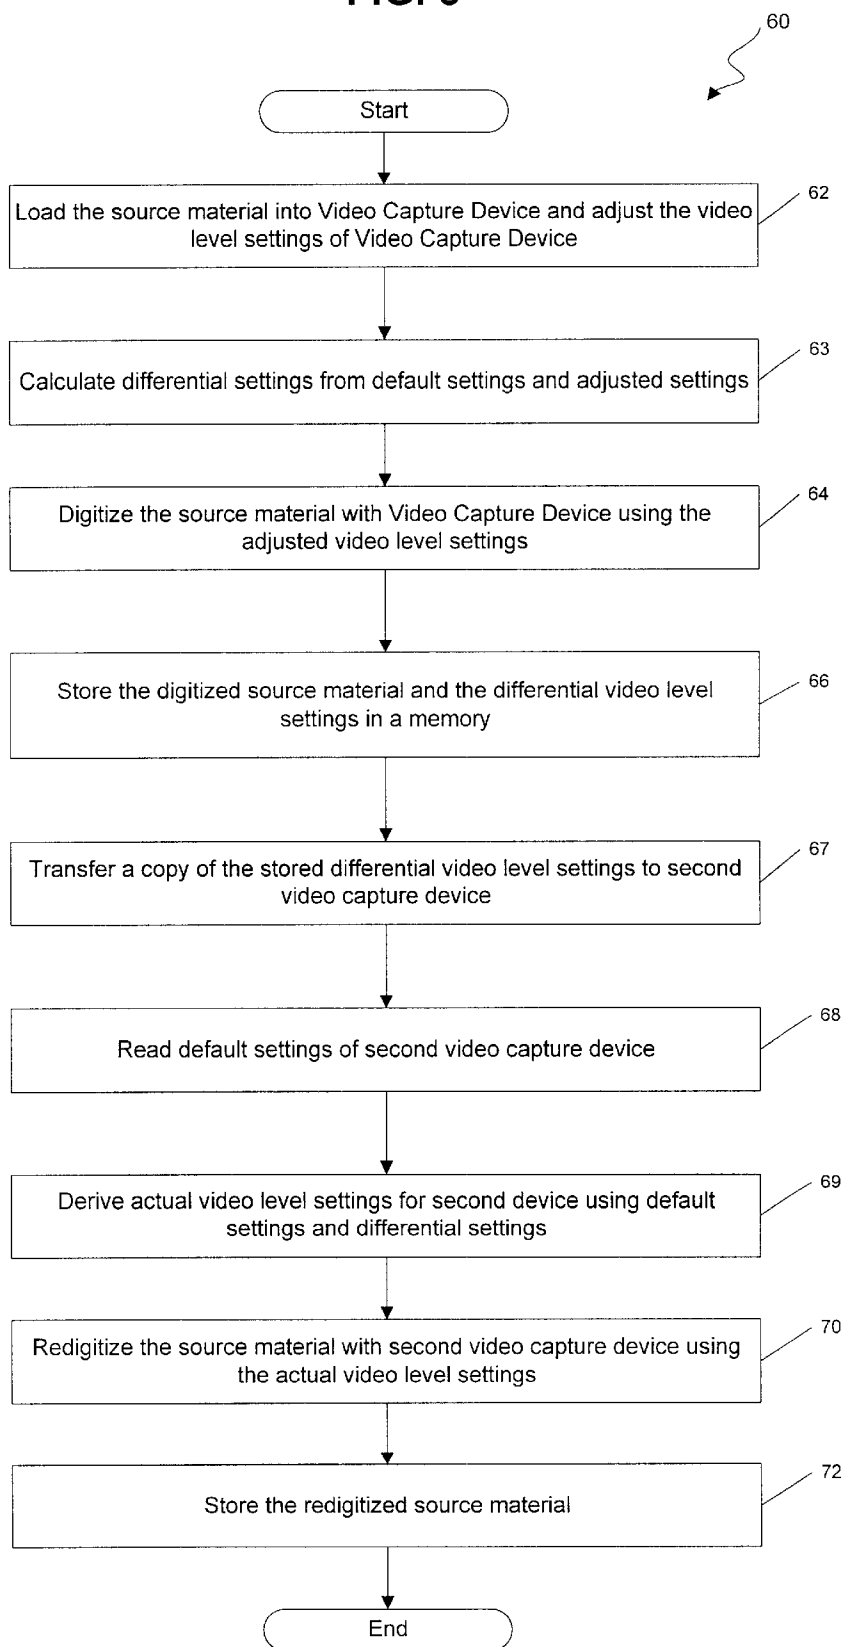 60
Start
Load the source material into Video Capture Device and adjust the video
level settings of Video Capture Device
62
Calculate differential settings from default settings and adjusted settings
63
Digitize the source material with Video Capture Device using the
adjusted video level settings
64
Store the digitized source material and the differential video level
settings in a memory
66
Transfer a copy of the stored differential video level settings to second
video capture device
67
Read default settings of second video capture device
68
Derive actual video level settings for second device using default
settings and differential settings
69
Redigitize the source material with second video capture device using
the actual video level settings
70
Store the redigitized source material
72
End